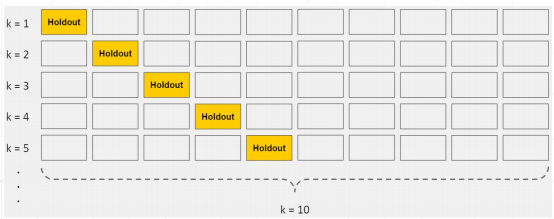 k = 1 Holdout
k = 2 Holdout
k = 3 Holdout
k = 4 Holdout
k = 5 Holdout
.
.
.
k = 10